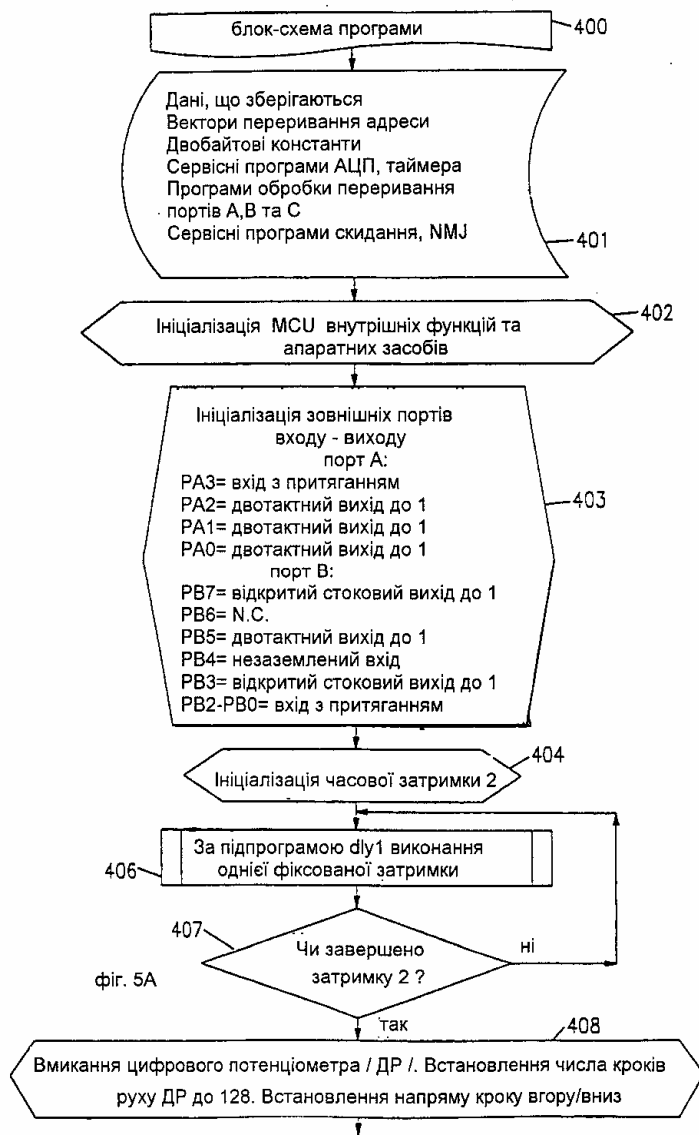 блок-схема програми
400
Дані, що зберігаються
Вектори переривання адреси
Двобайтові константи
Сервісні програми АЦП, таймера
Програми обробки переривання
портів А,В та С
Сервісні програми скидання, NMJ
401
Ініціалізація MCU внутрішніх функцій та
апаратних засобів
402
Ініціалізація зовнішніх портів
входу - виходу
порт А:
PA3= вхід з притяганням
PA2= двотактний вихід до 1
PA1= двотактний вихід до 1
PA0= двотактний вихід до 1
порт В:
PB7= відкритий стоковий вихід до 1
PB6= N.C.
PB5= двотактний вихід до 1
PB4= незаземлений вхід
PB3= відкритий стоковий вихід до 1
PB2-PB0= вхід з притяганням
403
Ініціалізація часової затримки 2
404
За підпрограмою dly1 виконання
однієї фіксованої затримки
406
407
Чи завершено
затримку 2 ?
ні
фіг. 5А
так
408
Вмикання цифрового потенціометра / ДР /. Встановлення числа кроків
руху ДР до 128. Встановлення напряму кроку вгору/вниз